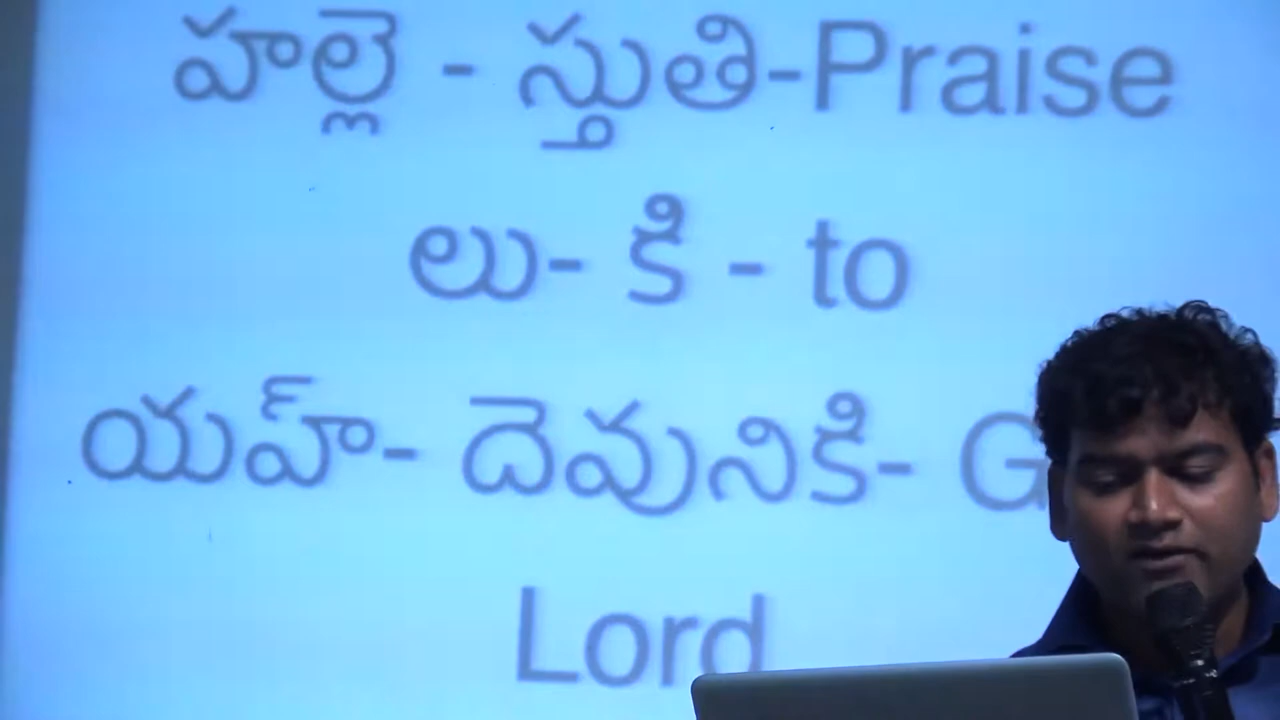 హల్లె - స్తుతి-Praise
లు- కి - to
యహ్- దెవునికి- G
Lord